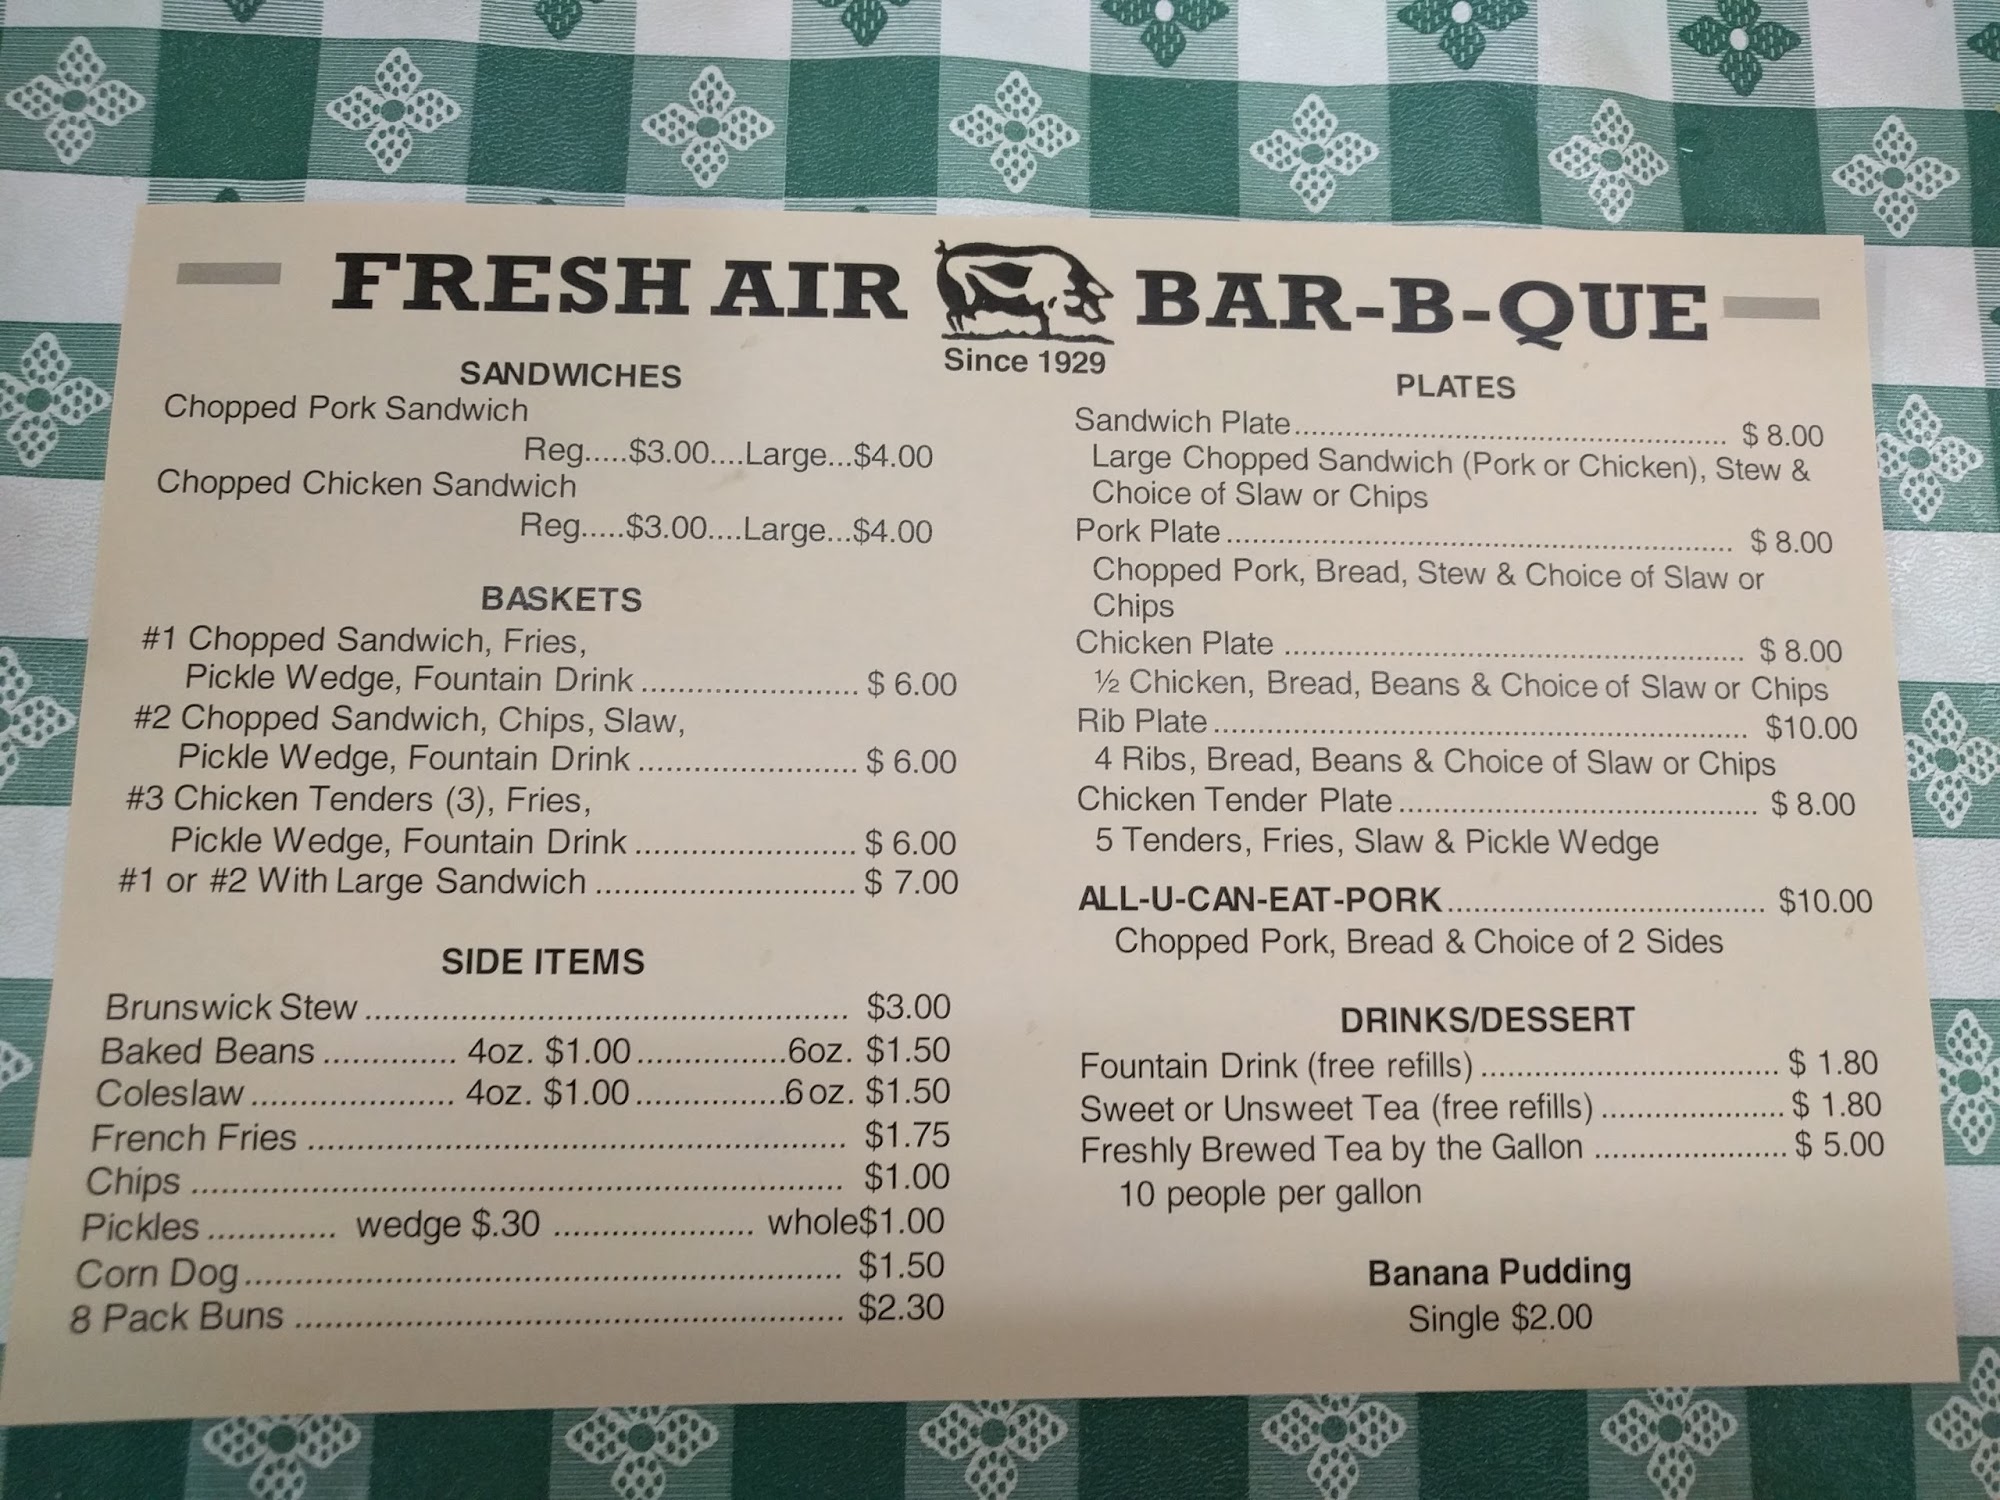 FRESH AIR BAR-B-QUE
Since 1929
SANDWICHES
Chopped Pork Sandwich
Reg.....$3.00....Large...$4.00
Chopped Chicken Sandwich
Reg.....$3.00....Large...$4.00
BASKETS
#1 Chopped Sandwich, Fries,
Pickle Wedge, Fountain Drink ........................ $ 6.00
#2 Chopped Sandwich, Chips, Slaw,
Pickle Wedge, Fountain Drink ........................ $ 6.00
#3 Chicken Tenders (3), Fries,
Pickle Wedge, Fountain Drink ........................ $ 6.00
#1 or #2 With Large Sandwich ............................ $ 7.00
SIDE ITEMS
Brunswick Stew ...................................................... $3.00
Baked Beans ............... 4oz. $1.00 .................6oz. $1.50
Coleslaw ....................... 4oz. $1.00 .................6 oz. $1.50
French Fries ............................................................ $1.75
Chips ......................................................................... $1.00
Pickles .............. wedge $.30 ...................... whole$1.00
Corn Dog ................................................................... $1.50
8 Pack Buns ............................................................. $2.30
PLATES
Sandwich Plate ................................................. $ 8.00
Large Chopped Sandwich (Pork or Chicken), Stew &
Choice of Slaw or Chips
Pork Plate ......................................................... $ 8.00
Chopped Pork, Bread, Stew & Choice of Slaw or
Chips
Chicken Plate .................................................... $ 8.00
½ Chicken, Bread, Beans & Choice of Slaw or Chips
Rib Plate ............................................................ $10.00
4 Ribs, Bread, Beans & Choice of Slaw or Chips
Chicken Tender Plate ........................................ $ 8.00
5 Tenders, Fries, Slaw & Pickle Wedge
ALL-U-CAN-EAT-PORK .................................... $10.00
Chopped Pork, Bread & Choice of 2 Sides
DRINKS/DESSERT
Fountain Drink (free refills) .................................. $ 1.80
Sweet or Unsweet Tea (free refills) ..................... $ 1.80
Freshly Brewed Tea by the Gallon ...................... $ 5.00
10 people per gallon
Banana Pudding
Single $2.00